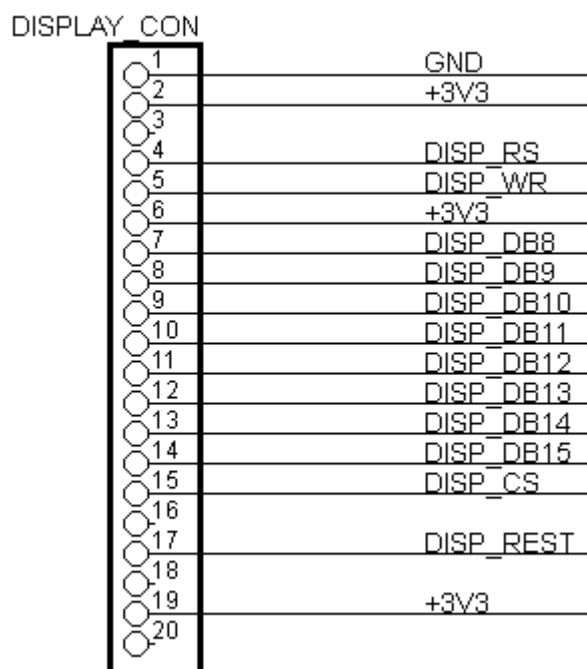 DISPLAY_CON
1 GND
2 +3V3
3
4 DISP_RS
5 DISP_WR
6 +3V3
7 DISP_DB8
8 DISP_DB9
9 DISP_DB10
10 DISP_DB11
11 DISP_DB12
12 DISP_DB13
13 DISP_DB14
14 DISP_DB15
15 DISP_CS
16
17 DISP_REST
18
19 +3V3
20